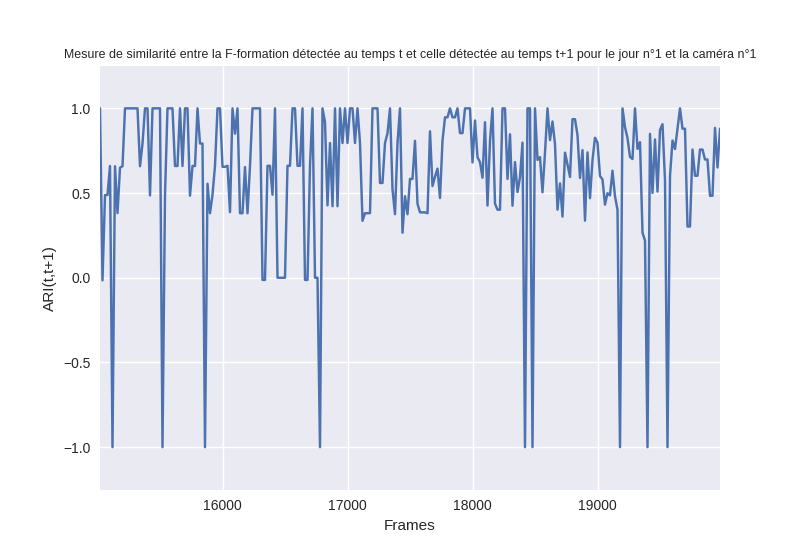 Mesure de similarité entre la F-formation détectée au temps t et celle détectée au temps t+1 pour le jour n°1 et la caméra n°1
1.0
0.5
0.0
−0.5
−1.0
ARI(t,t+1)
16000 17000 18000 19000
Frames